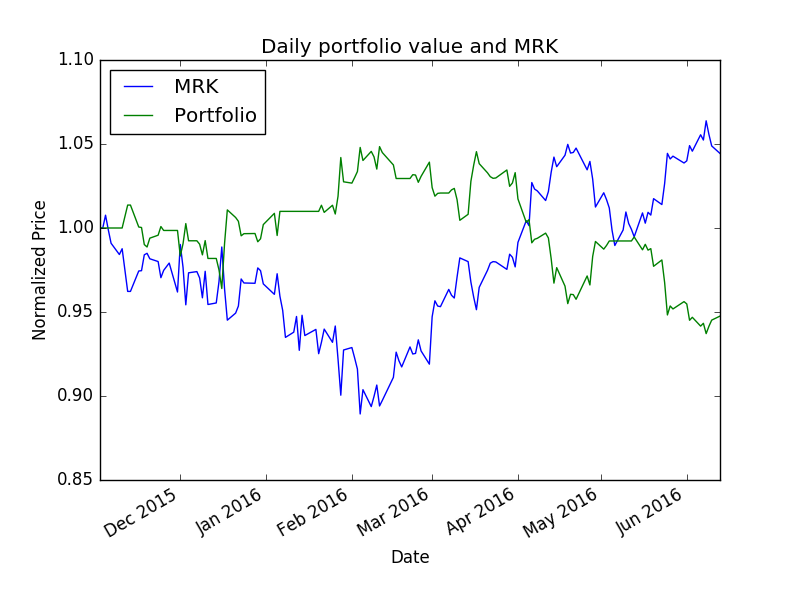 Daily portfolio value and MRK
MRK
Portfolio
1.10
1.05
1.00
0.95
0.90
0.85
Normalized Price
Dec 2015
Jan 2016
Feb 2016
Mar 2016
Apr 2016
May 2016
Jun 2016
Date